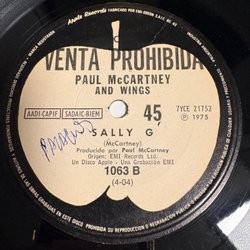 VENTA PROHIBIDA
PAUL McCARTNEY
AND WINGS
AADI-CAPIF SADAIC-BIEM
45
7YCE 21752
℗ 1975
SALLY G
(McCartney)
Producido por Paul McCartney
Origen: EMI Records Ltd.
Un Disco Apple - Una Grabación EMI
1063 B
(4-04)